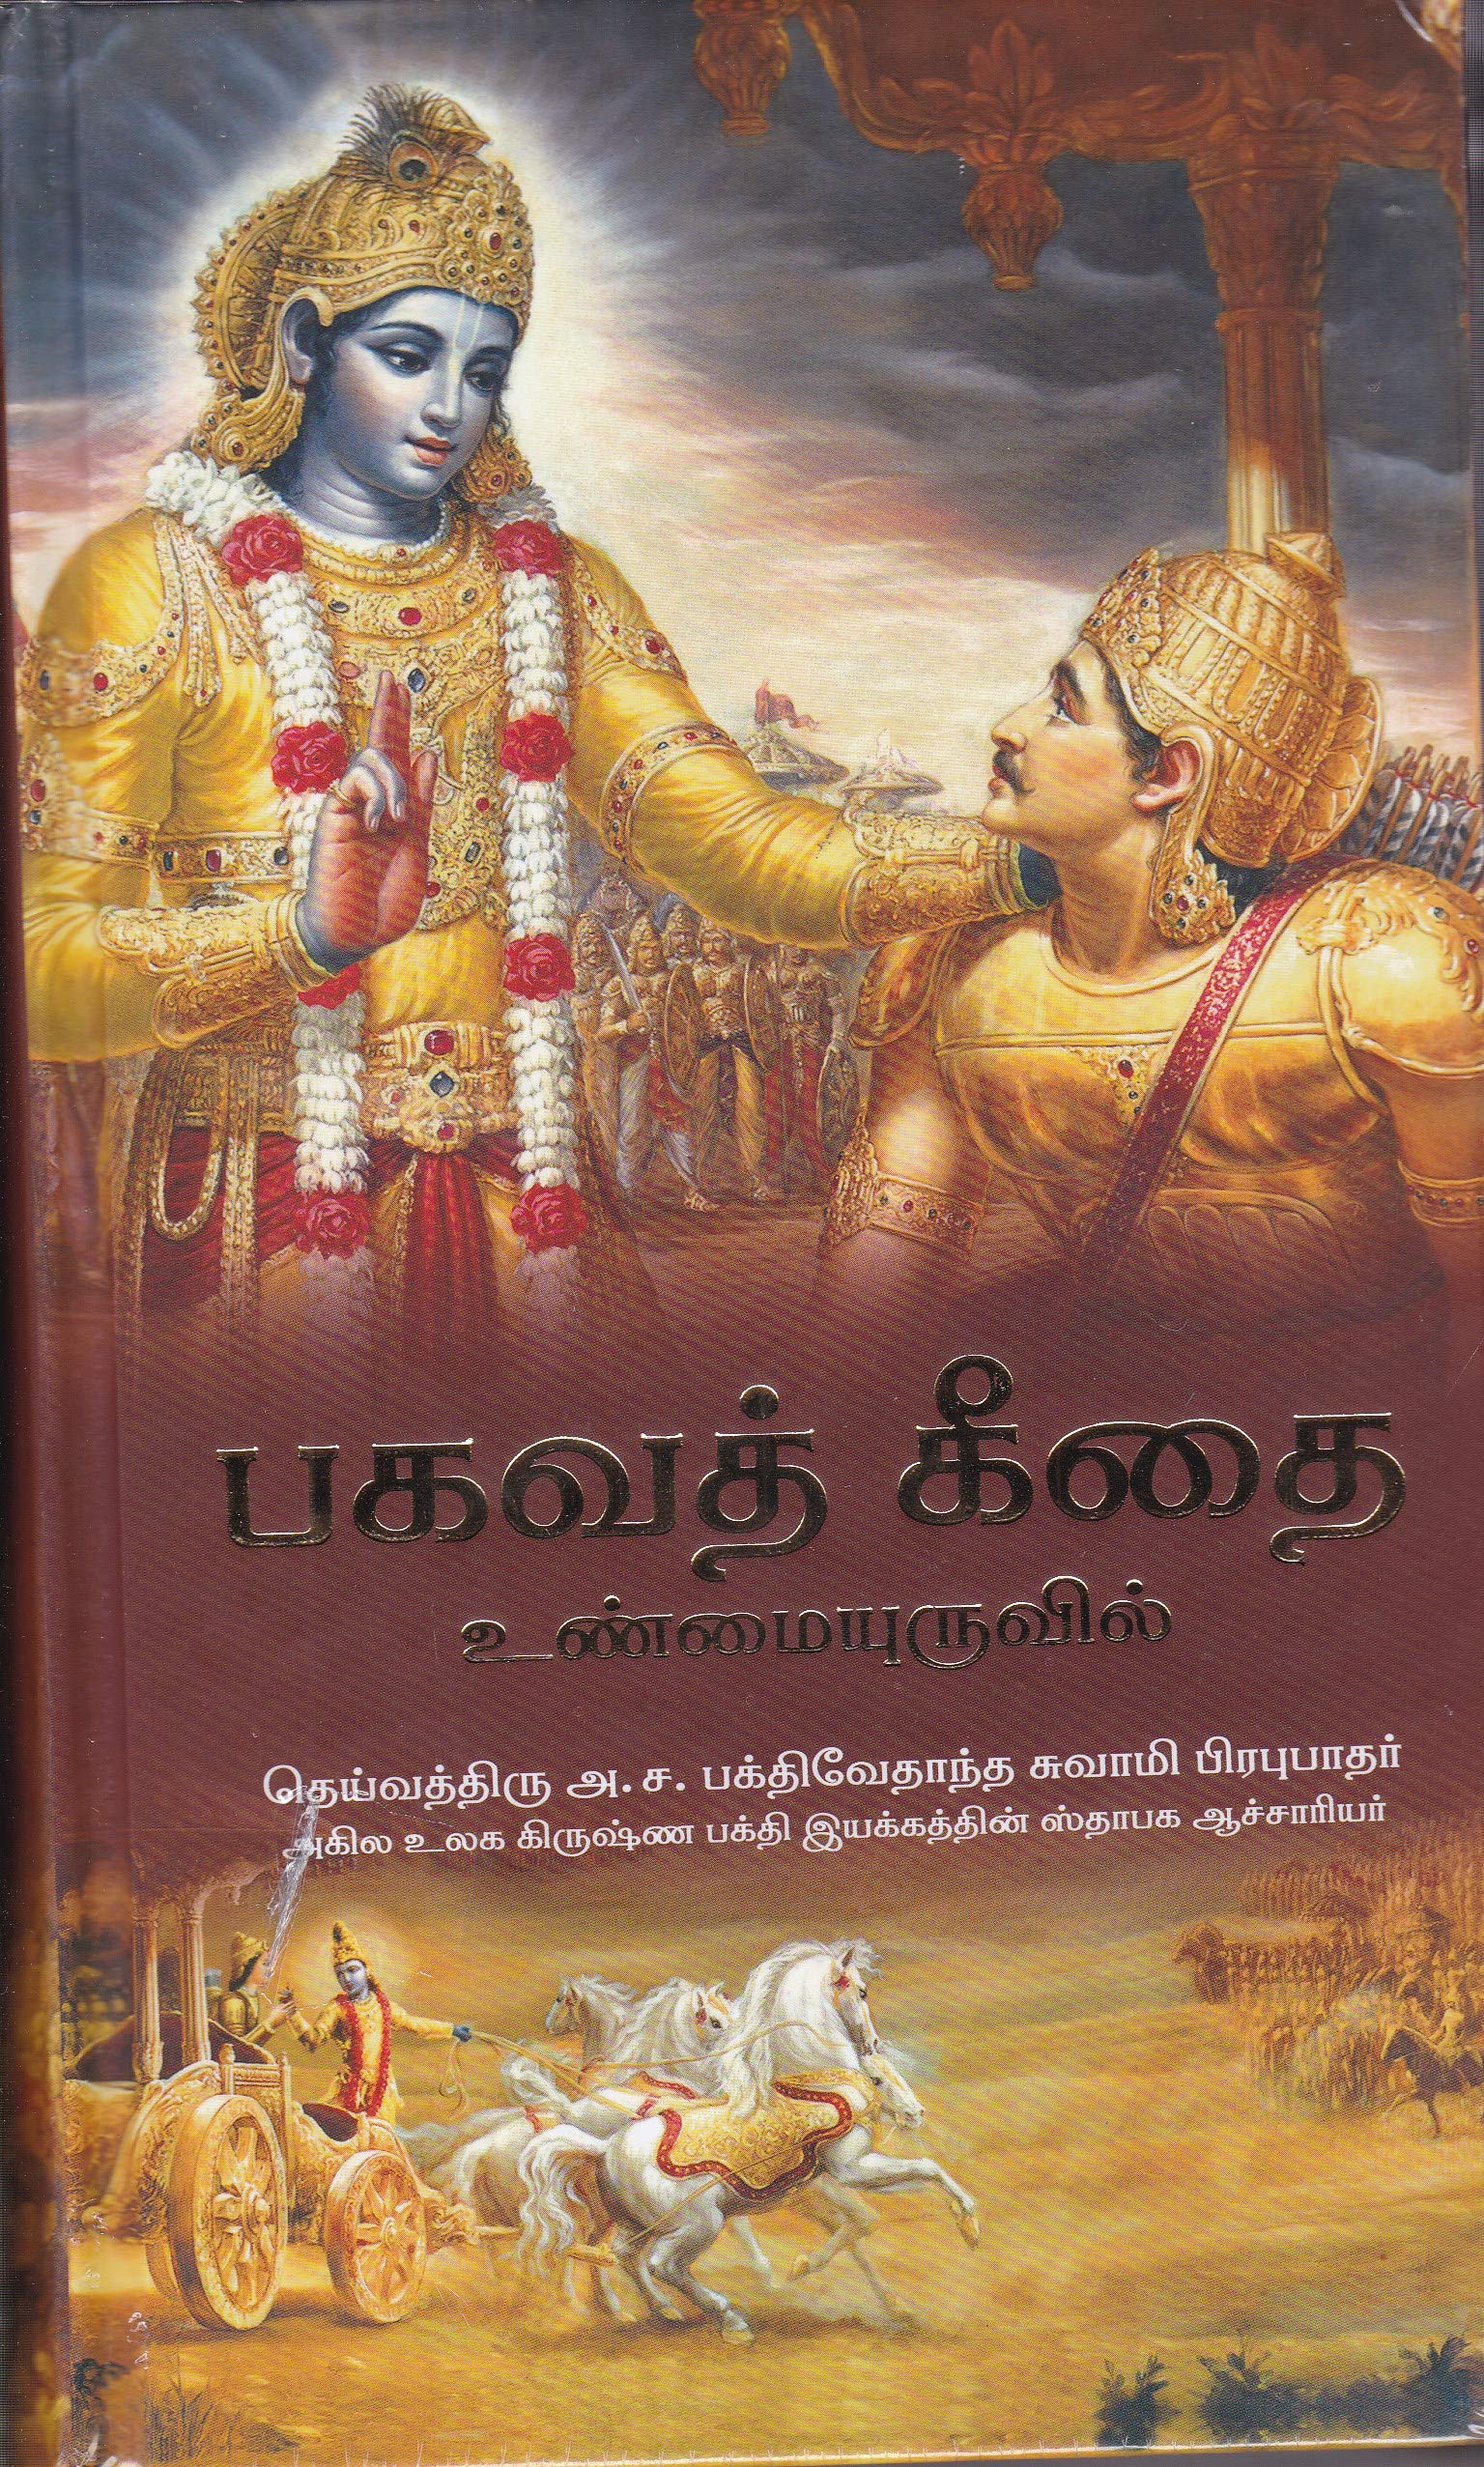 பகவத் கீதை
உண்மையுருவில்
தெய்வத்திரு அ. ச. பக்திவேதாந்த சுவாமி பிரபுபாதர்
அகில உலக கிருஷ்ண பக்தி இயக்கத்தின் ஸ்தாபக ஆச்சாரியர்